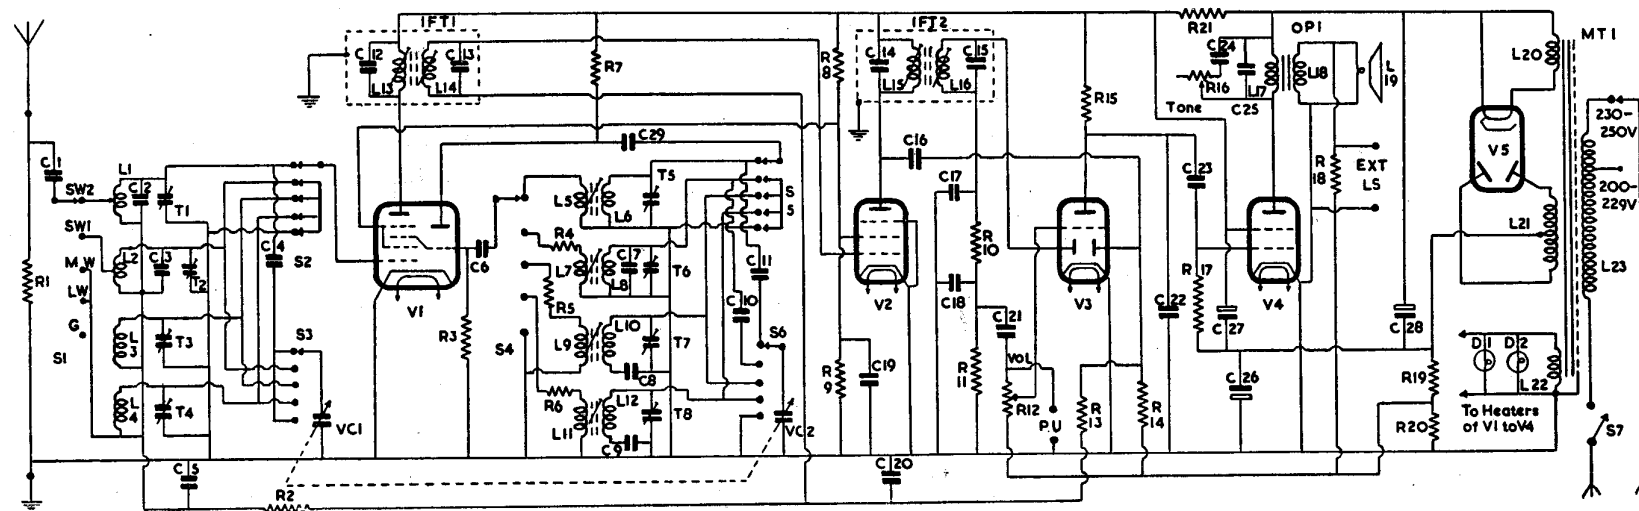 IFT1
IFT2
OP1
MT1
C12
L13
L14
C13
R7
R8
C14
L15
L16
C15
R15
R21
C24
R16
L17
C25
L18
L19
Tone
L20
230-
250V
V5
C1
L1
SW2
C2
T1
C29
C16
C17
C23
R18
EXT
LS
200-
229V
SW1
L2
C3
T2
C4
S2
MW
LW
G
S1
R1
V1
R3
C6
L5
L6
T5
R4
L7
C7
L8
T6
R5
C11
C10
S
5
V2
R10
C18
V3
C22
R17
V4
C27
C28
L21
L23
L3
T3
S3
S4
L9
L10
T7
C8
S6
R9
C19
R11
C21
VOL
R12
P.U
R13
R14
C26
R19
D1
D2
L22
L4
T4
VC1
R6
L11
L12
T8
C9
VC2
R20
To Heaters
of V1 to V4
S7
C5
R2
C20